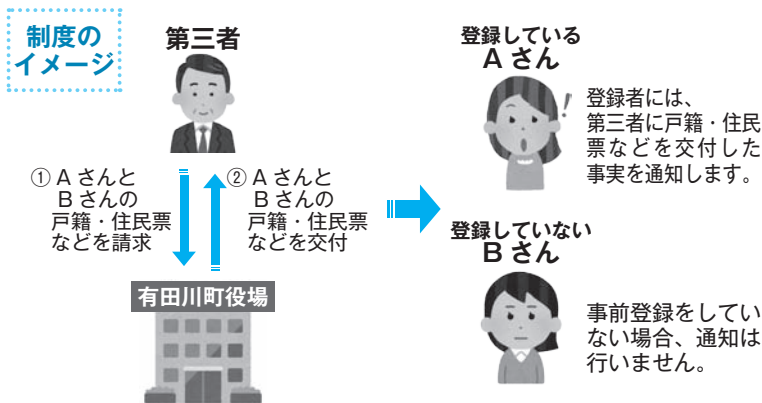 制度の
イメージ
第三者
① A さんと
B さんの
戸籍・住民票
などを請求
② A さんと
B さんの
戸籍・住民票
などを交付
有田川町役場
登録している
A さん
!
登録者には、
第三者に戸籍・住民
票などを交付した
事実を通知します。
登録していない
B さん
事前登録をしてい
ない場合、通知は
行いません。